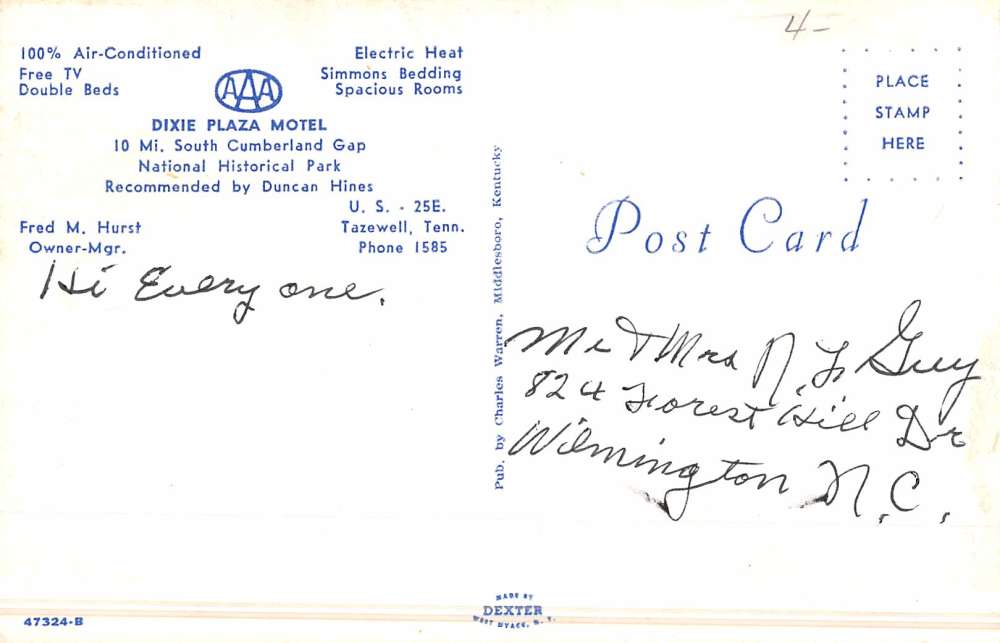 4-
100% Air-Conditioned
Free TV
Double Beds
Electric Heat
Simmons Bedding
Spacious Rooms
AAA
DIXIE PLAZA MOTEL
10 Mi. South Cumberland Gap
National Historical Park
Recommended by Duncan Hines
Fred M. Hurst
Owner-Mgr.
U. S. - 25E.
Tazewell, Tenn.
Phone 1585
Hi Every one.
Pub. by Charles Warren, Middlesboro, Kentucky
PLACE
STAMP
HERE
Post Card
Mr & Mrs N. F. Guy
824 Forest Hill Dr
Wilmington N.C.
47324-B
MADE BY
DEXTER
WEST NYACK, N. Y.